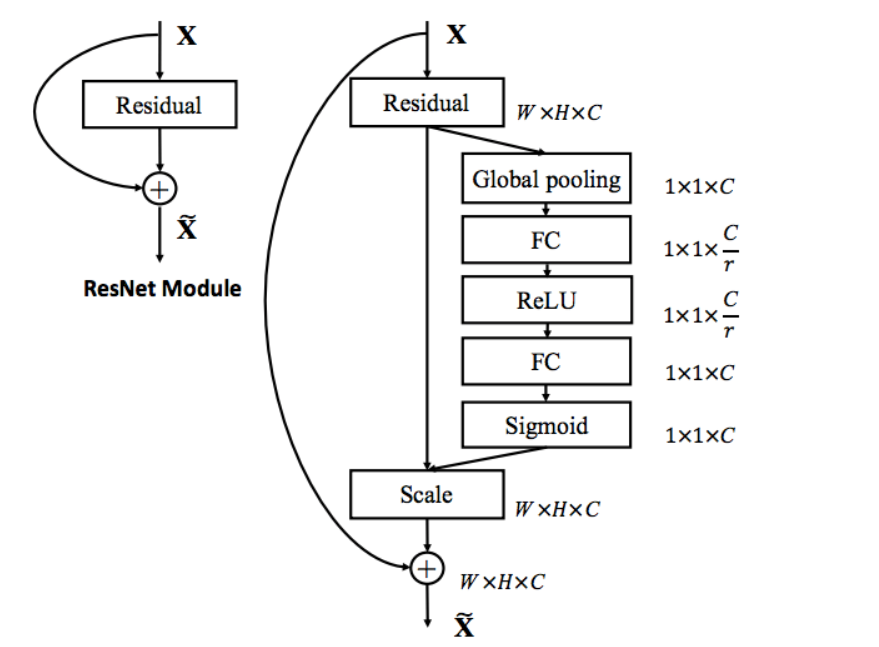 X
Residual
+
X̃
ResNet Module
X
Residual
W×H×C
Global pooling
1×1×C
FC
1×1×C/r
ReLU
1×1×C/r
FC
1×1×C
Sigmoid
1×1×C
Scale
W×H×C
+
W×H×C
X̃